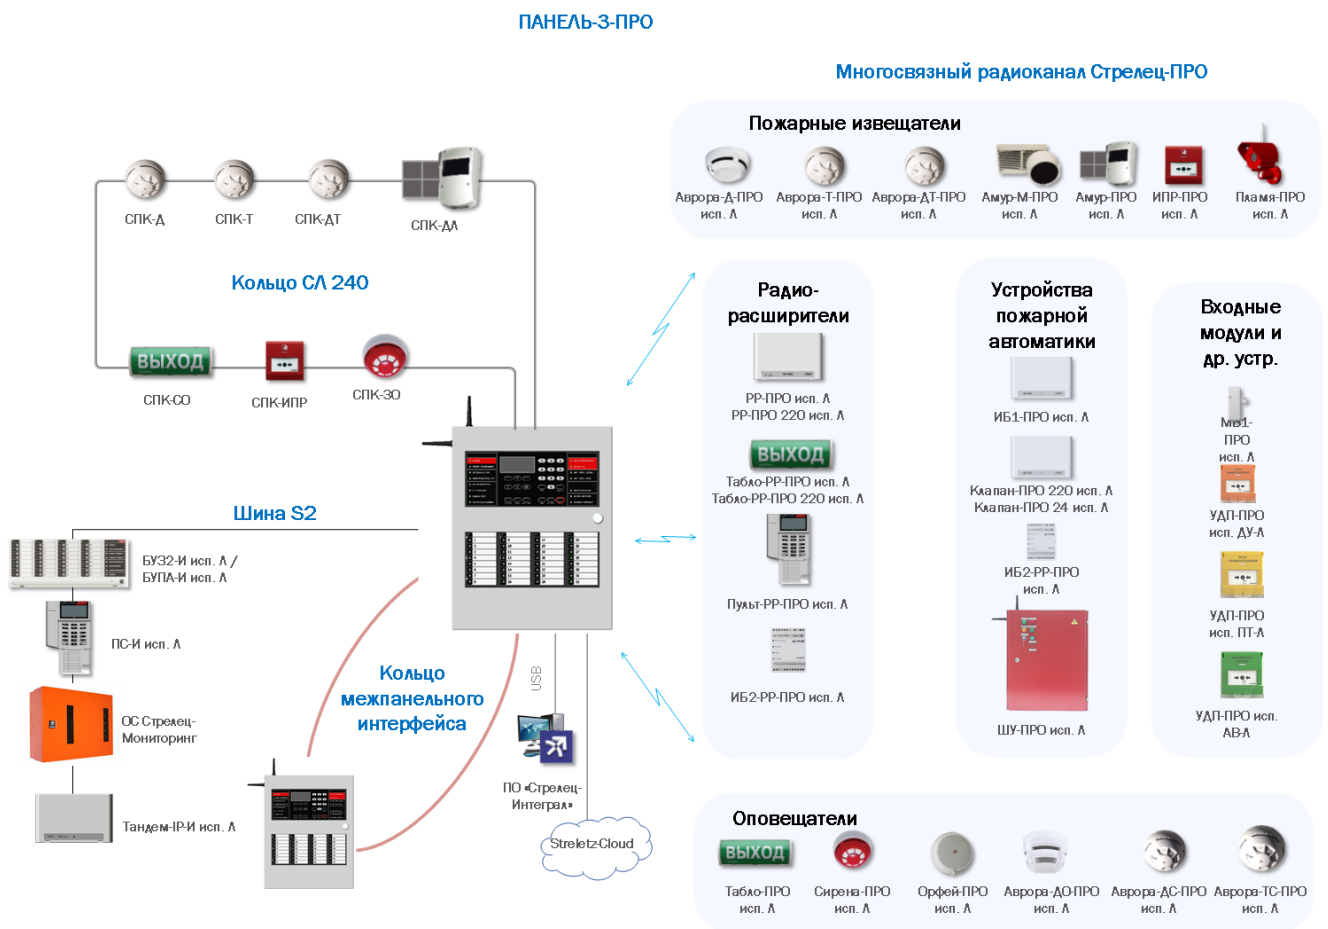 ПАНЕЛЬ-3-ПРО
Многосвязный радиоканал Стрелец-ПРО
Пожарные извещатели
Аврора-Д-ПРО
исп. Л
Аврора-Т-ПРО
исп. Л
Аврора-ДТ-ПРО
исп. Л
Амур-М-ПРО
исп. Л
Амур-ПРО
исп. Л
ИПР-ПРО
исп. Л
Пламя-ПРО
исп. Л
СПК-Д
СПК-Т
СПК-ДТ
СПК-ДЛ
Кольцо СЛ 240
ВЫХОД
СПК-СО
СПК-ИПР
СПК-ЗО
Радио-
расширители
РР-ПРО исп. Л
РР-ПРО 220 исп. Л
ВЫХОД
Табло-РР-ПРО исп. Л
Табло-РР-ПРО 220 исп. Л
Пульт-РР-ПРО исп. Л
ИБ2-РР-ПРО исп. Л
Устройства
пожарной
автоматики
ИБ1-ПРО исп. Л
Клапан-ПРО 220 исп. Л
Клапан-ПРО 24 исп. Л
ИБ2-РР-ПРО
исп. Л
ШУ-ПРО исп. Л
Входные
модули и
др. устр.
МВ1-
ПРО
исп. Л
УДП-ПРО
исп. ДУ-Л
УДП-ПРО
исп. ПТ-Л
УДП-ПРО исп.
АВ-Л
Шина S2
БУЗ2-И исп. Л /
БУПА-И исп. Л
ПС-И исп. Л
ОС Стрелец-
Мониторинг
Тандем-IP-И исп. Л
Кольцо
межпанельного
интерфейса
USB
ПО «Стрелец-
Интеграл»
Streletz-Cloud
Оповещатели
ВЫХОД
Табло-ПРО
исп. Л
Сирена-ПРО
исп. Л
Орфей-ПРО
исп. Л
Аврора-ДО-ПРО
исп. Л
Аврора-ДС-ПРО
исп. Л
Аврора-ТС-ПРО
исп. Л